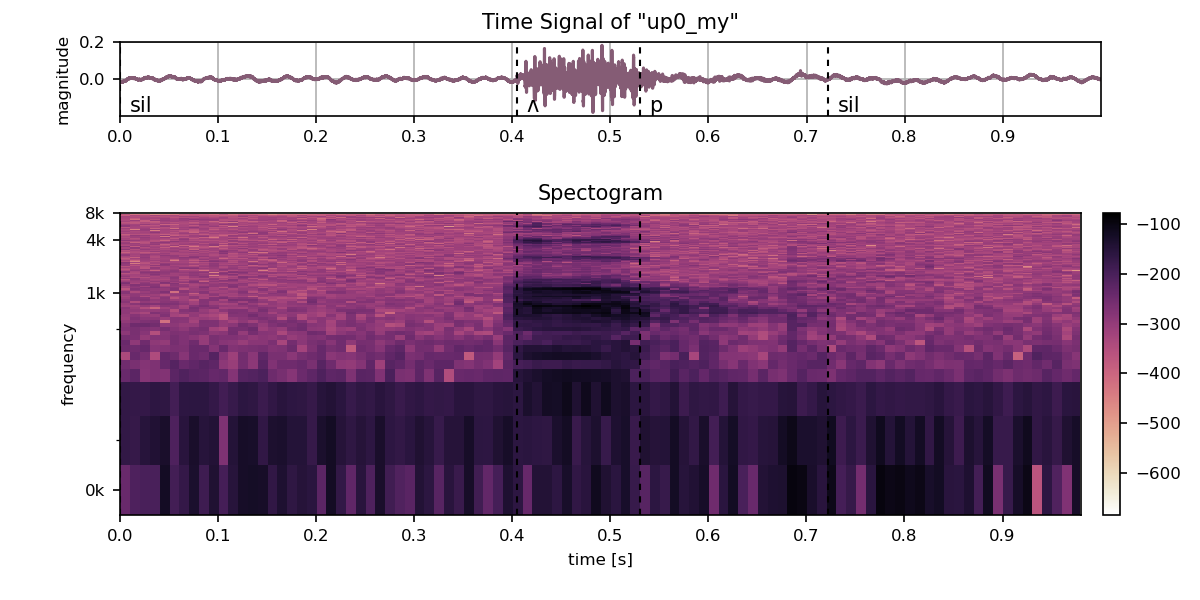 Time Signal of "up0_my"
magnitude
0.2
0.0
sil ʌ p sil
0.0 0.1 0.2 0.3 0.4 0.5 0.6 0.7 0.8 0.9
Spectogram
frequency
8k
4k
1k
0k
0.0 0.1 0.2 0.3 0.4 0.5 0.6 0.7 0.8 0.9
time [s]
−100
−200
−300
−400
−500
−600